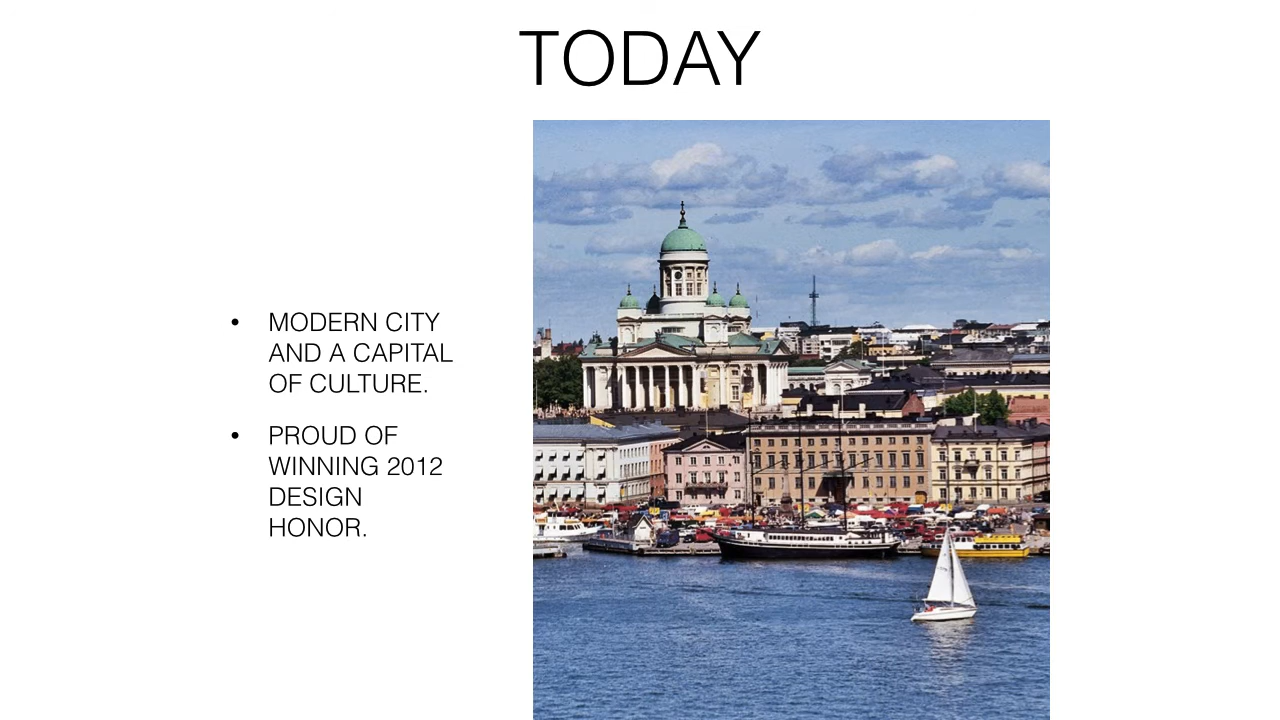 TODAY
• MODERN CITY
AND A CAPITAL
OF CULTURE.
• PROUD OF
WINNING 2012
DESIGN
HONOR.